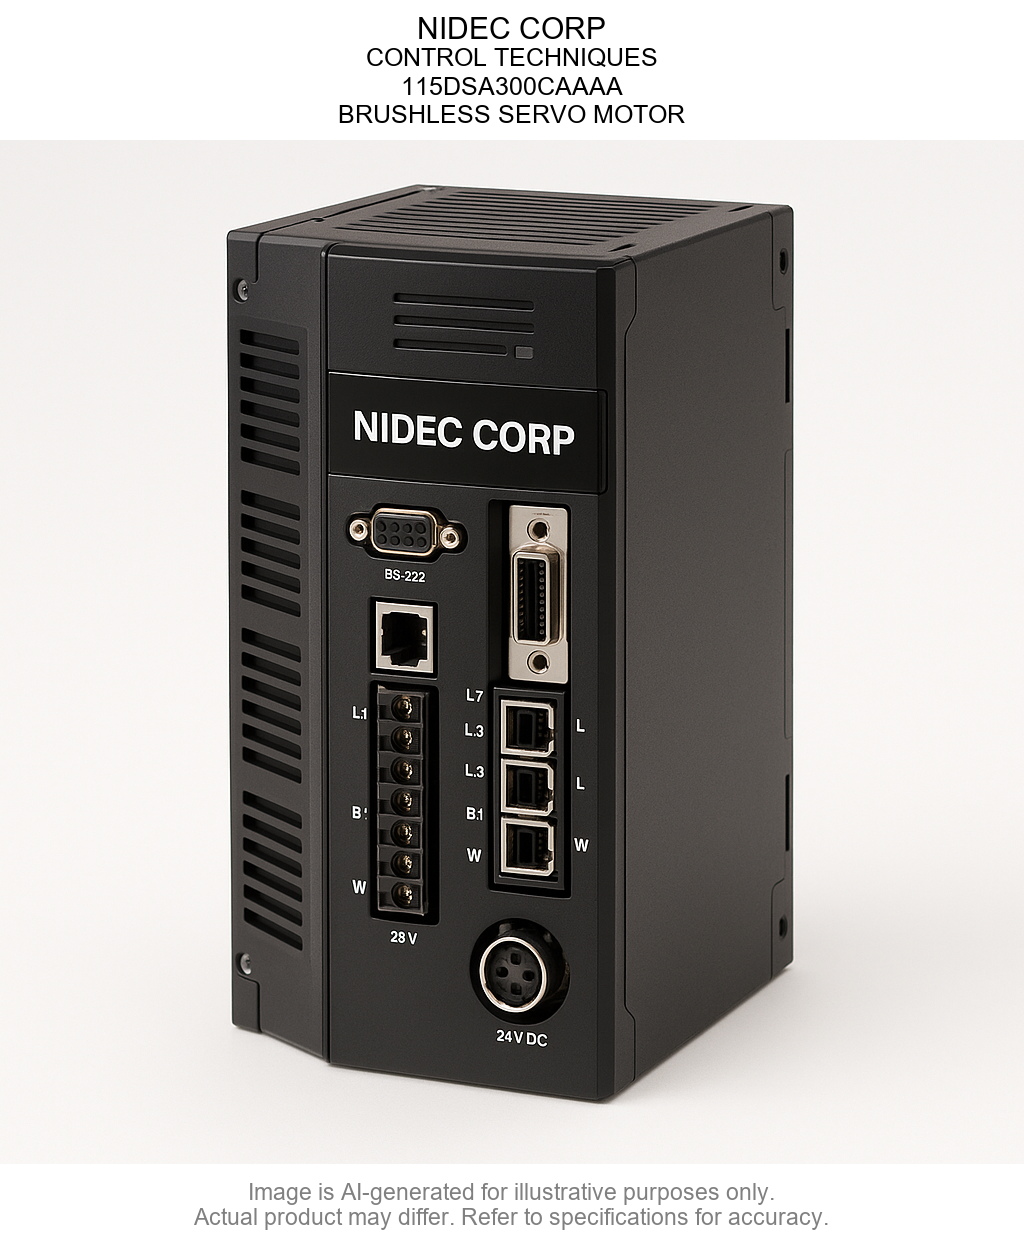 NIDEC CORP
CONTROL TECHNIQUES
115DSA300CAAAA
BRUSHLESS SERVO MOTOR
NIDEC CORP
BS-222
L7
L.1
L.3
L
L.3
L
B.1
W
W
W
28 V
24V DC
Image is AI-generated for illustrative purposes only.
Actual product may differ. Refer to specifications for accuracy.